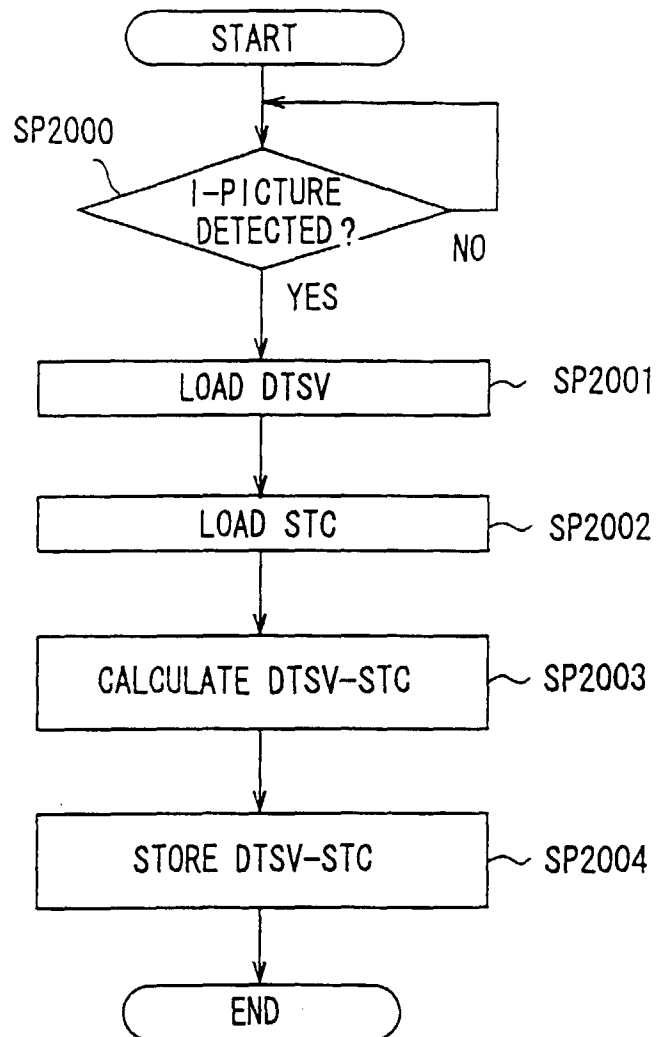 START
SP2000
I-PICTURE
DETECTED?
NO
YES
LOAD DTSV
SP2001
LOAD STC
SP2002
CALCULATE DTSV-STC
SP2003
STORE DTSV-STC
SP2004
END